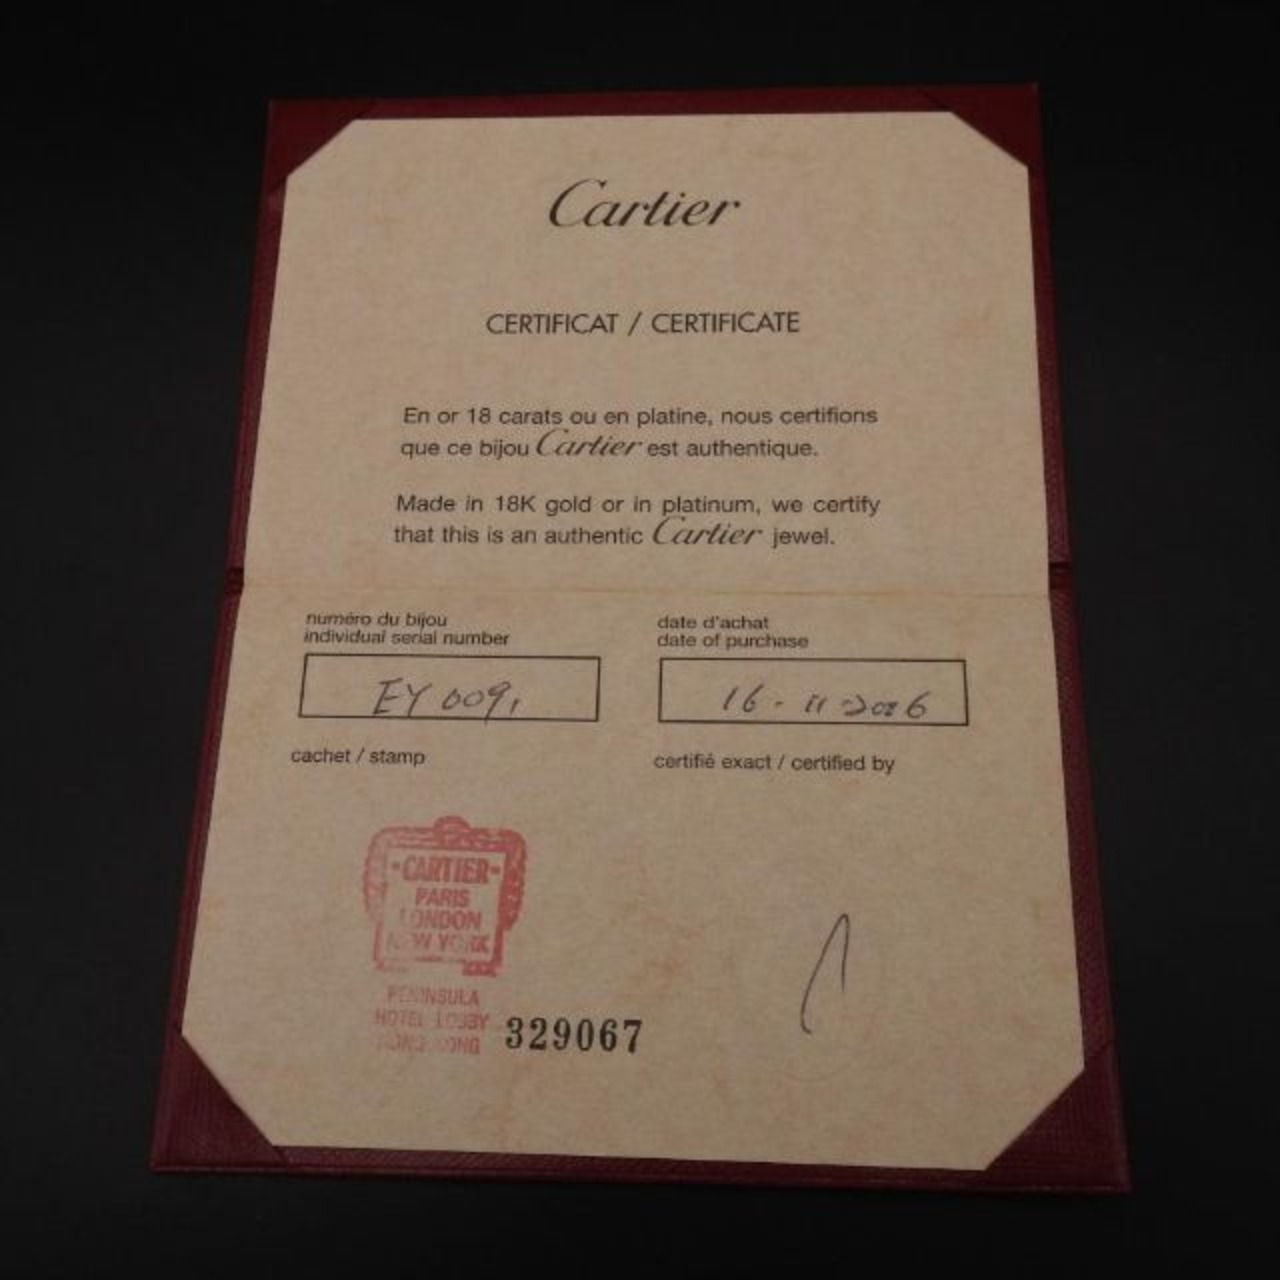 Cartier
CERTIFICAT / CERTIFICATE
En or 18 carats ou en platine, nous certifions
que ce bijou Cartier est authentique.
Made in 18K gold or in platinum, we certify
that this is an authentic Cartier jewel.
numéro du bijou
individual serial number
EY 009,
date d'achat
date of purchase
16 - 11 - 2006
cachet / stamp
certifié exact / certified by
-CARTIER-
PARIS
LONDON
NEW YORK
PENINSULA
HOTEL LOBBY
HONG KONG
329067